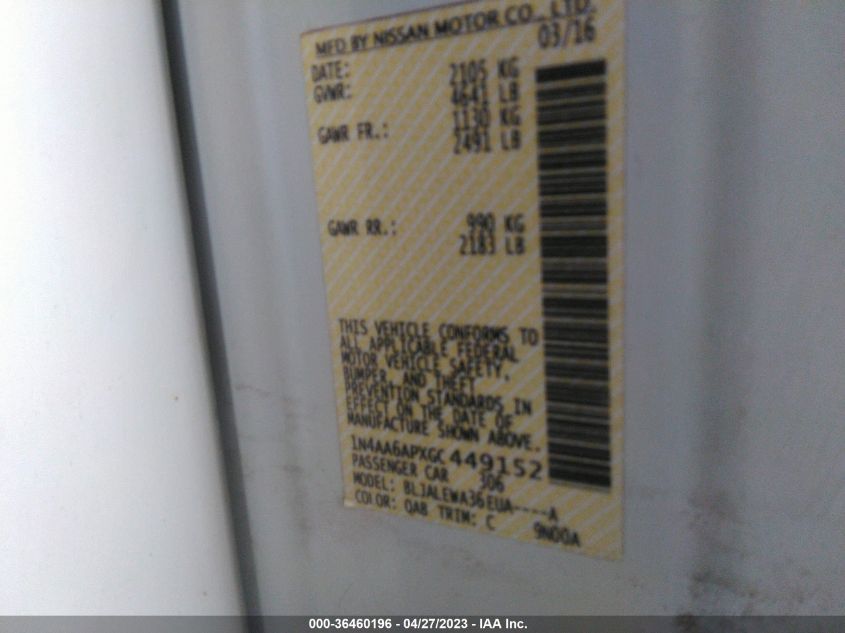 MFD BY NISSAN MOTOR CO., LTD.
DATE: 03/16
GVWR: 2105 KG
4641 LB
GAWR FR.: 1130 KG
2491 LB
GAWR RR.: 990 KG
2183 LB
THIS VEHICLE CONFORMS TO
ALL APPLICABLE FEDERAL
MOTOR VEHICLE SAFETY,
BUMPER, AND THEFT
PREVENTION STANDARDS IN
EFFECT ON THE DATE OF
MANUFACTURE SHOWN ABOVE.
1N4AA6APXGC449152
PASSENGER CAR 306
MODEL: BLJALEWA36EUA----A
COLOR: QAB TRIM: C 9N00A
000-36460196 - 04/27/2023 - IAA Inc.